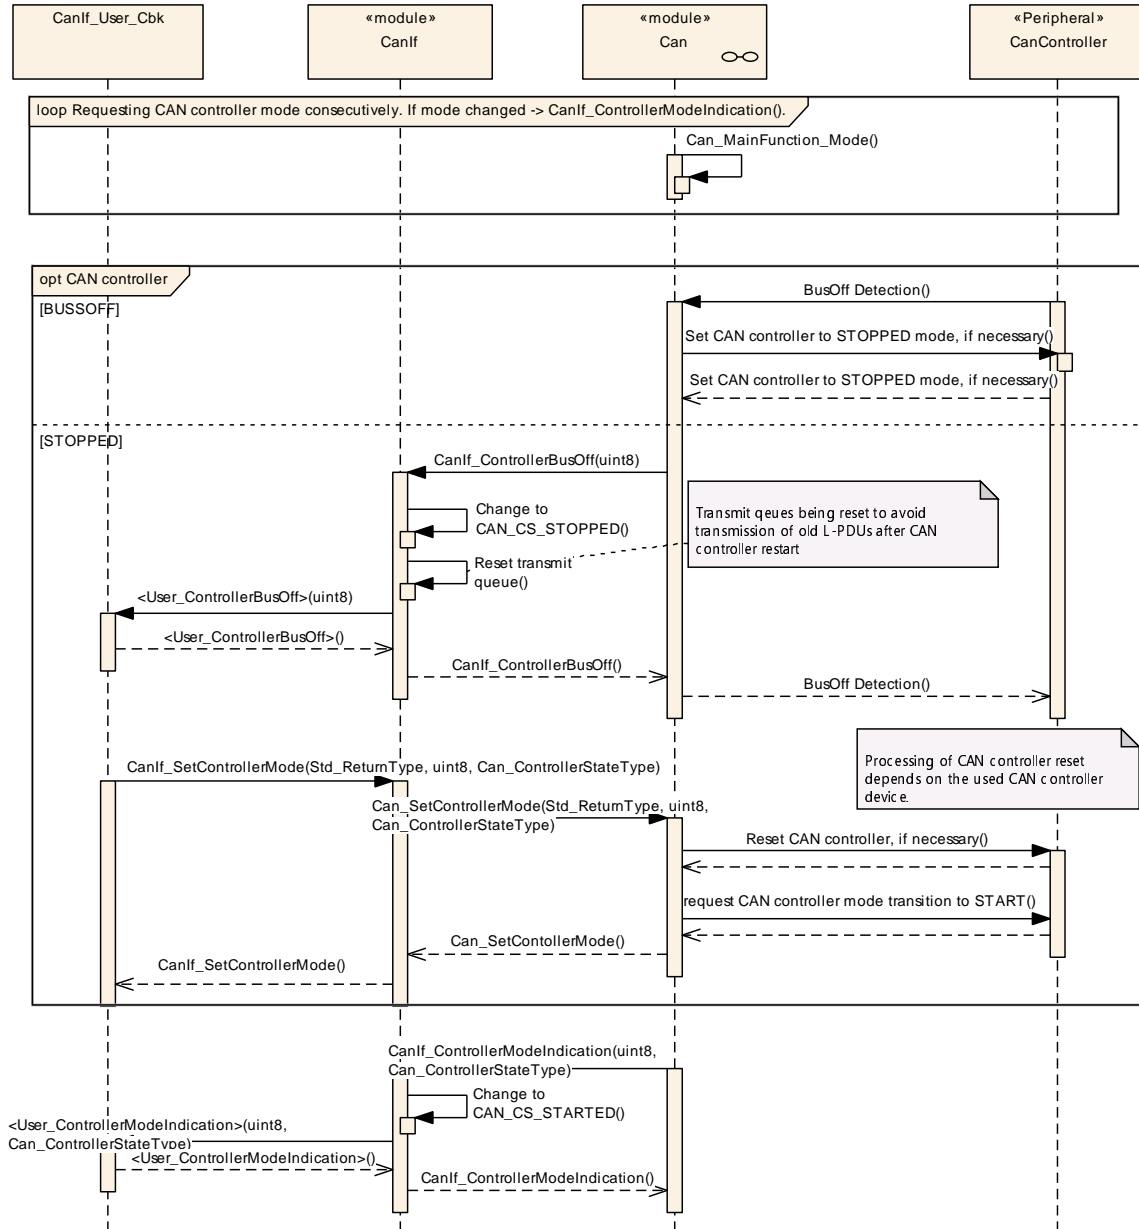 CanIf_User_Cbk
«module»
CanIf
«module»
Can
«Peripheral»
CanController
loop Requesting CAN controller mode consecutively. If mode changed -> CanIf_ControllerModeIndication().
Can_MainFunction_Mode()
opt CAN controller
[BUSSOFF]
BusOff Detection()
Set CAN controller to STOPPED mode, if necessary()
Set CAN controller to STOPPED mode, if necessary()
[STOPPED]
CanIf_ControllerBusOff(uint8)
Change to
CAN_CS_STOPPED()
Transmit qeues being reset to avoid
transmission of old L-PDUs after CAN
controller restart
Reset transmit
queue()
<User_ControllerBusOff>(uint8)
<User_ControllerBusOff>()
CanIf_ControllerBusOff()
BusOff Detection()
Processing of CAN controller reset
depends on the used CAN controller
device.
CanIf_SetControllerMode(Std_ReturnType, uint8, Can_ControllerStateType)
Can_SetControllerMode(Std_ReturnType, uint8,
Can_ControllerStateType)
Reset CAN controller, if necessary()
request CAN controller mode transition to START()
Can_SetContollerMode()
CanIf_SetControllerMode()
CanIf_ControllerModeIndication(uint8,
Can_ControllerStateType)
Change to
CAN_CS_STARTED()
<User_ControllerModeIndication>(uint8,
Can_ControllerStateType)
<User_ControllerModeIndication>()
CanIf_ControllerModeIndication()